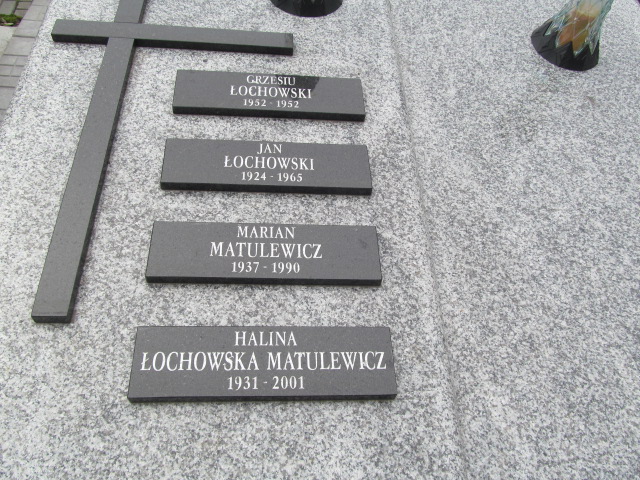 GRZESIU
ŁOCHOWSKI
1952 - 1952
JAN
ŁOCHOWSKI
1924 - 1965
MARIAN
MATULEWICZ
1937 - 1990
HALINA
ŁOCHOWSKA MATULEWICZ
1931 - 2001